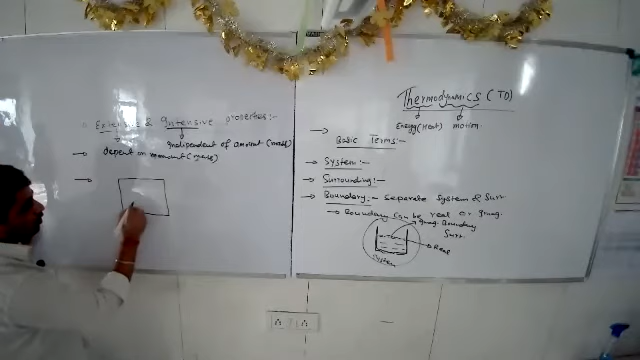 Extensive & Intensive properties:-
Independent of amount (mass)
→ depent on amount (mass)
→
Thermodynamics (TD)
Energy (Heat) motion
→ Basic Terms:-
→ System:-
→ Surrounding:-
→ Boundary:- separate System & Surr
→ Boundary can be real or imag.
imag. Boundary
Surr.
Real
System